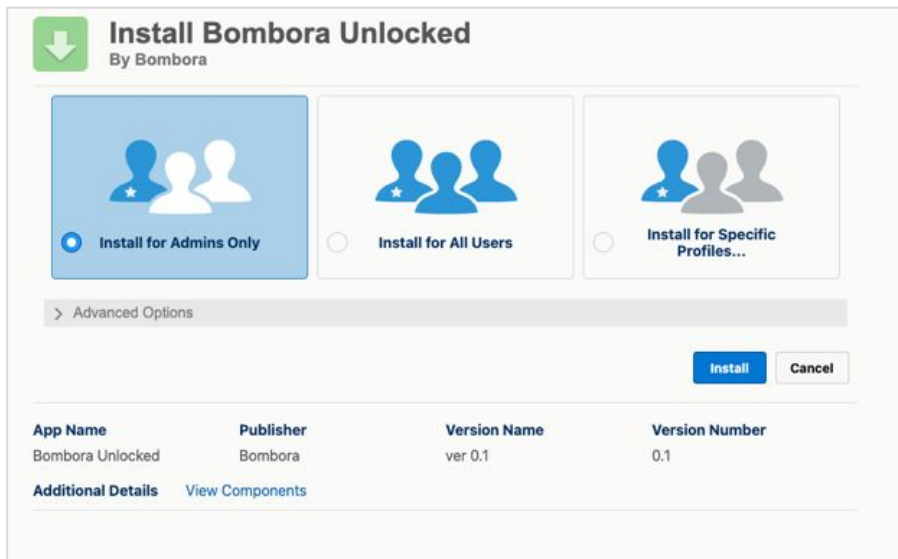 Install Bombora Unlocked
By Bombora
Install for Admins Only
Install for All Users
Install for Specific
Profiles...
Advanced Options
Install
Cancel
App Name Publisher Version Name Version Number
Bombora Unlocked Bombora ver 0.1 0.1
Additional Details View Components